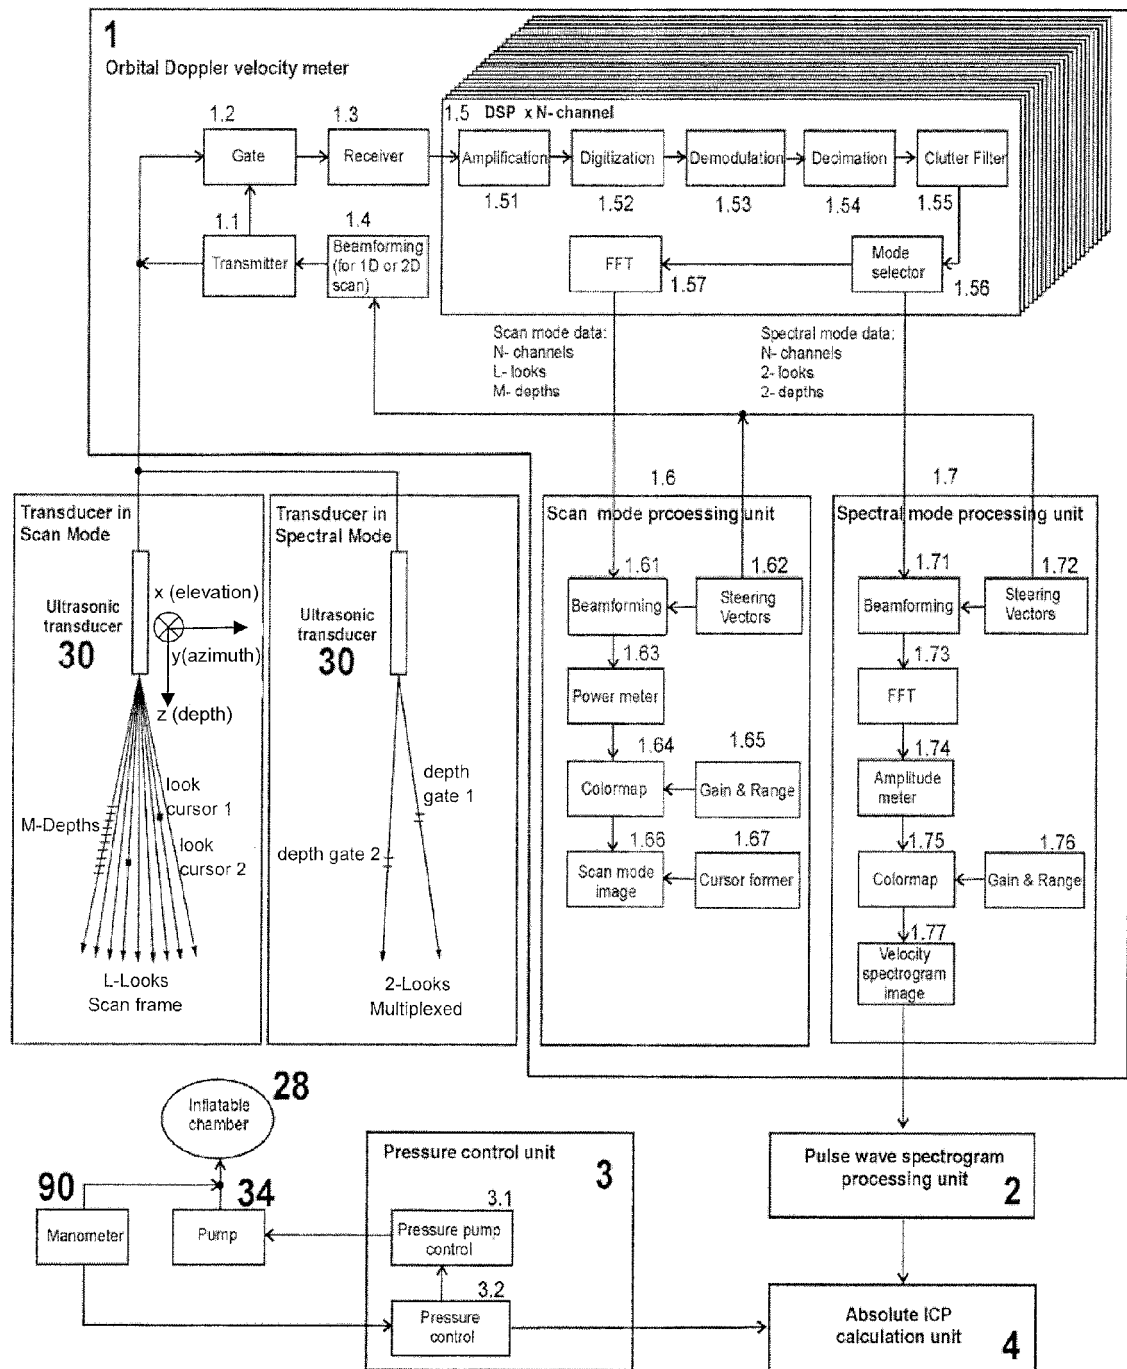 1
Orbital Doppler velocity meter
1.5 DSP x N- channel
1.2
1.3
Gate
Receiver
Amplification
Digitization
Demodulation
Decimation
Clutter Filter
1.51
1.52
1.53
1.54
1.55
1.1
1.4
Transmitter
Beamforming
(for 1D or 2D
scan)
FFT
1.57
Mode
selector
1.56
Scan mode data:
N- channels
L- looks
M- depths
Spectral mode data:
N- channels
2- looks
2- depths
1.6
1.7
Transducer in
Scan Mode
Ultrasonic
transducer
30
x (elevation)
y(azimuth)
z (depth)
look
cursor 1
M-Depths
look
cursor 2
L-Looks
Scan frame
Transducer in
Spectral Mode
Ultrasonic
transducer
30
depth
gate 1
depth gate 2
2-Looks
Multiplexed
Scan mode prcoessing unit
1.61
1.62
Beamforming
Steering
Vectors
1.63
Power meter
1.64
1.65
Colormap
Gain & Range
1.66
1.67
Scan mode
image
Cursor former
Spectral mode processing unit
1.71
1.72
Beamforming
Steering
Vectors
1.73
FFT
1.74
Amplitude
meter
1.75
1.76
Colormap
Gain & Range
1.77
Velocity
spectrogram
image
Inflatable
chamber
28
90
Manometer
34
Pump
Pressure control unit
3
3.1
Pressure pump
control
3.2
Pressure
control
Pulse wave spectrogram
processing unit
2
Absolute ICP
calculation unit
4